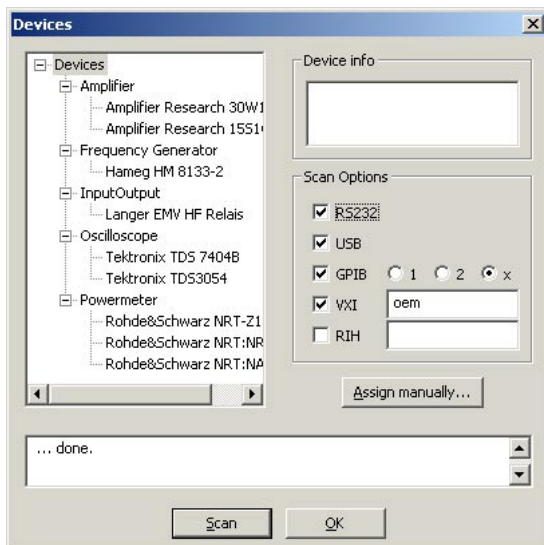 Devices
Devices
Amplifier
Amplifier Research 30W1
Amplifier Research 15S1
Frequency Generator
Hameg HM 8133-2
InputOutput
Langer EMV HF Relais
Oscilloscope
Tektronix TDS 7404B
Tektronix TDS3054
Powermeter
Rohde&Schwarz NRT-Z1
Rohde&Schwarz NRT:NR
Rohde&Schwarz NRT:NA
Device info
Scan Options
RS232
USB
GPIB 1 2 x
VXI oem
RIH
Assign manually...
... done.
Scan OK